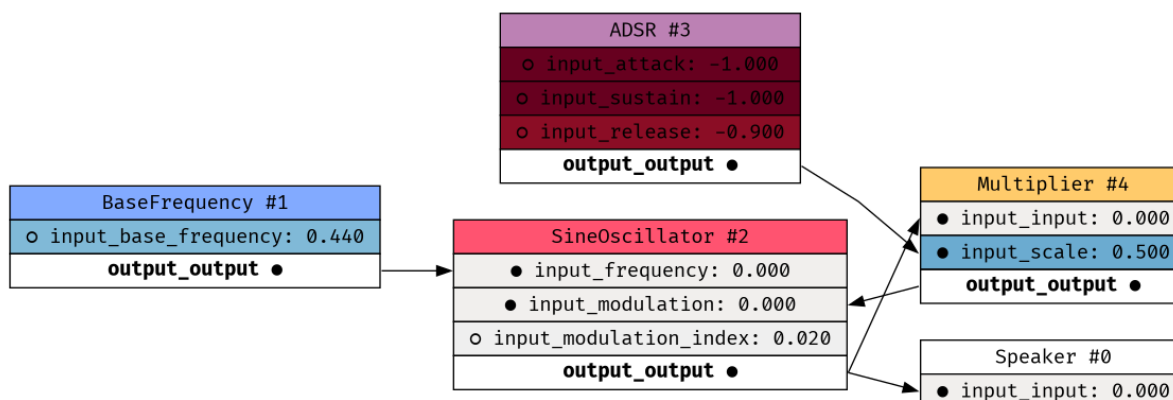 ADSR #3
input_attack: -1.000
input_sustain: -1.000
input_release: -0.900
output_output
BaseFrequency #1
input_base_frequency: 0.440
output_output
SineOscillator #2
input_frequency: 0.000
input_modulation: 0.000
input_modulation_index: 0.020
output_output
Multiplier #4
input_input: 0.000
input_scale: 0.500
output_output
Speaker #0
input_input: 0.000